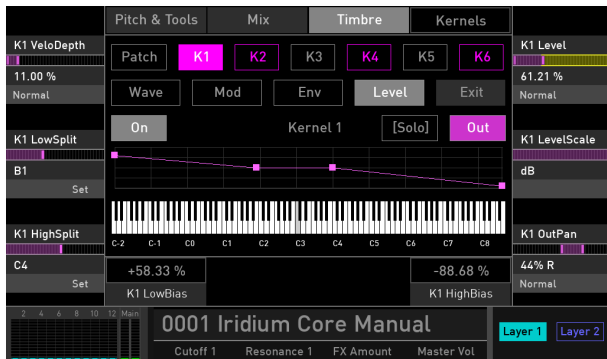 Pitch & Tools Mix Timbre Kernels
K1 VeloDepth
11.00 %
Normal
K1 LowSplit
B1
Set
K1 HighSplit
C4
Set
Patch K1 K2 K3 K4 K5 K6
Wave Mod Env Level Exit
On Kernel 1 [Solo] Out
C-2 C-1 C0 C1 C2 C3 C4 C5 C6 C7 C8
+58.33 %
K1 LowBias
-88.68 %
K1 HighBias
K1 Level
61.21 %
Normal
K1 LevelScale
dB
K1 OutPan
44% R
Normal
2 4 6 8 10 12 Main
0001 Iridium Core Manual
Cutoff 1 Resonance 1 FX Amount Master Vol
Layer 1 Layer 2